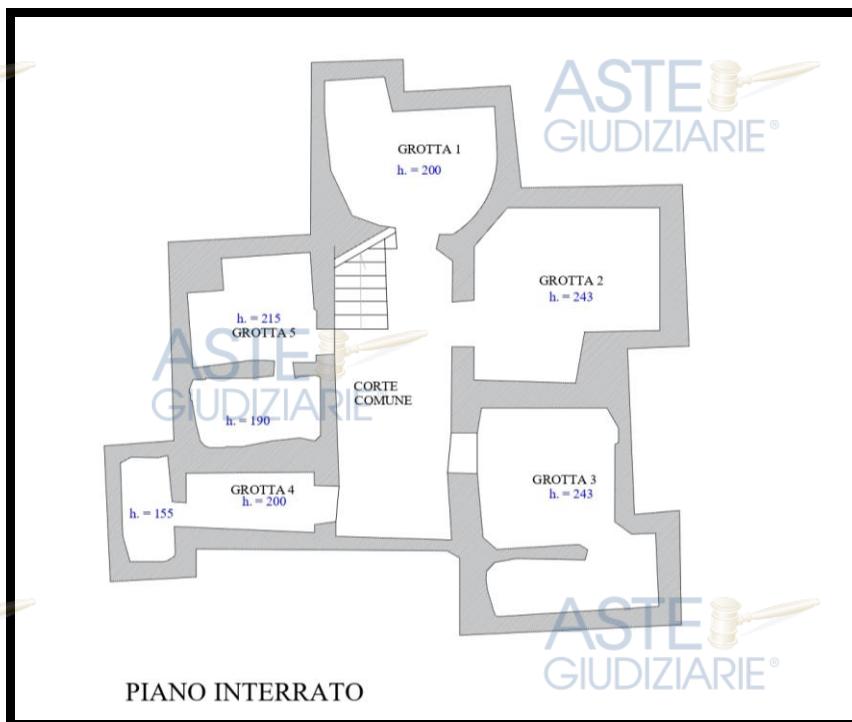 ASTE
GIUDIZIARIE®
GROTTA 1
h. = 200
GROTTA 2
h. = 243
h. = 215
GROTTA 5
ASTE
GIUDIZIARIE
CORTE
COMUNE
h. = 190
GROTTA 4
h. = 200
h. = 155
GROTTA 3
h. = 243
ASTE
GIUDIZIARIE®
PIANO INTERRATO